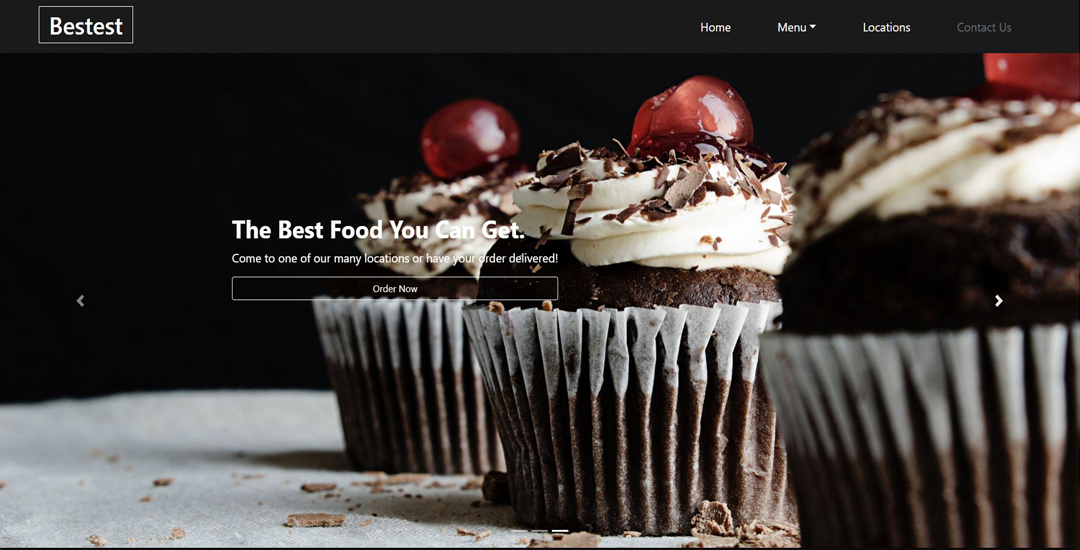 Bestest
Home Menu Locations Contact Us
The Best Food You Can Get.
Come to one of our many locations or have your order delivered!
Order Now